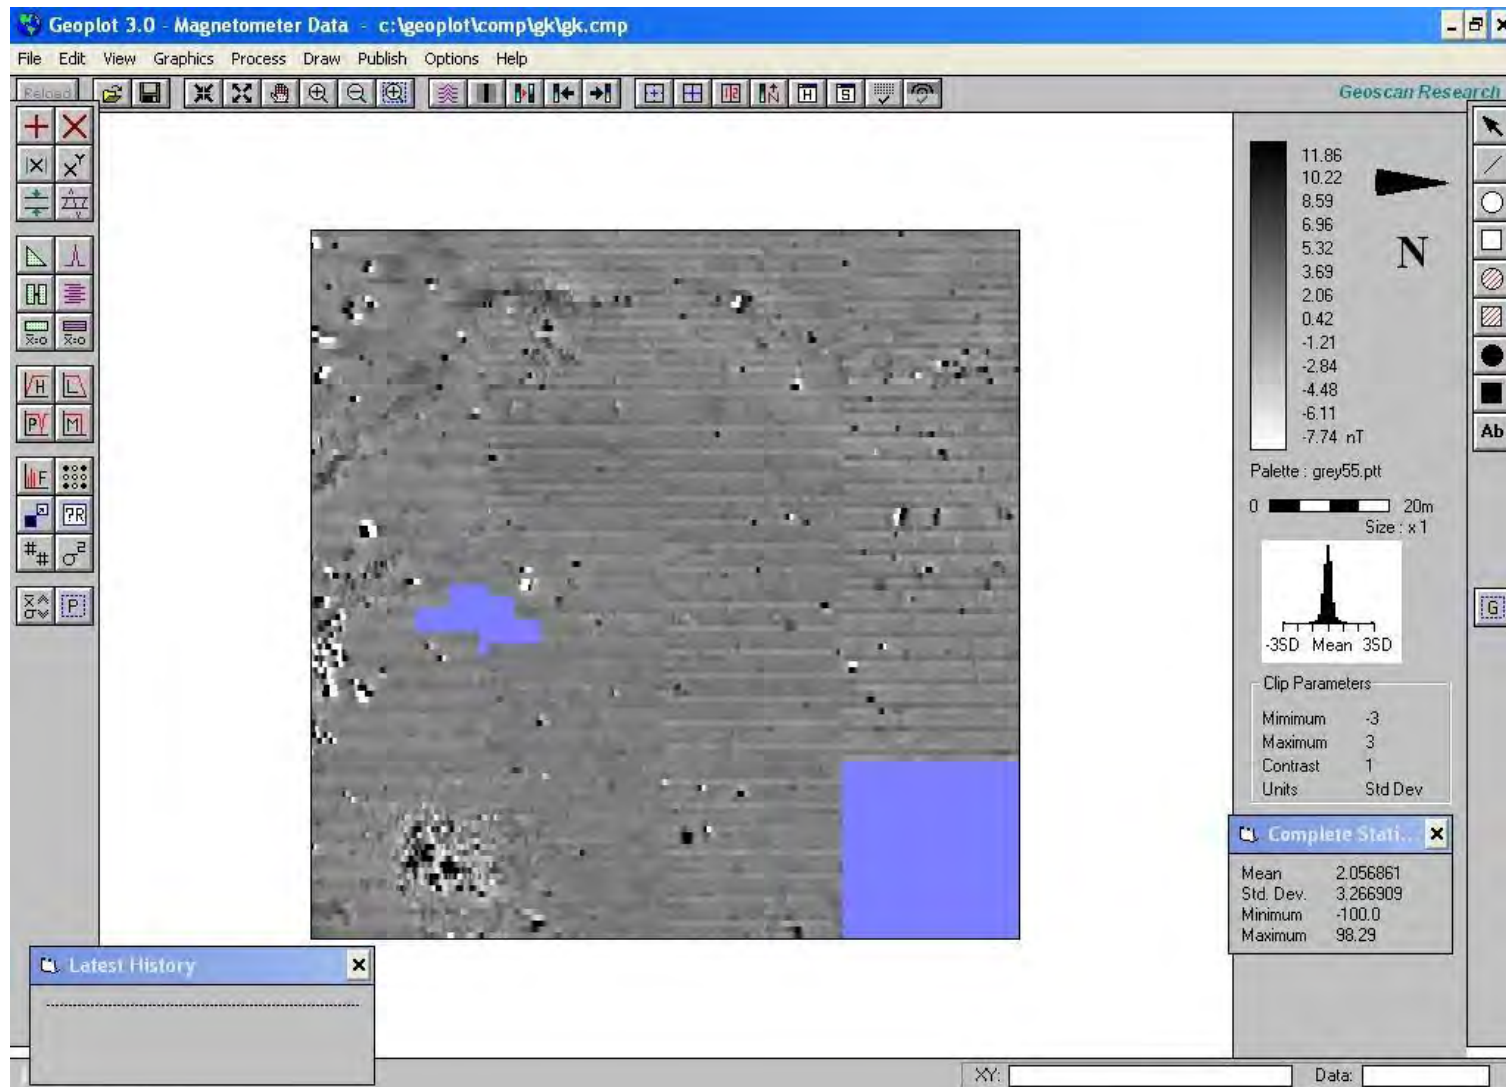 Geoplot 3.0 - Magnetometer Data - c:\geoplot\comp\gk\gk.cmp
File Edit View Graphics Process Draw Publish Options Help
Reload
Geoscan Research
11.86
10.22
8.59
6.96
5.32
3.69
2.06
0.42
-1.21
-2.84
-4.48
-6.11
-7.74 nT
N
Palette : grey55.ptt
0 20m
Size : x 1
-3SD Mean 3SD
Clip Parameters
Mimimum -3
Maximum 3
Contrast 1
Units Std Dev
Complete Stati...
Mean 2.056861
Std. Dev. 3.266909
Minimum -100.0
Maximum 98.29
Ab
G
Latest History
XY:
Data: